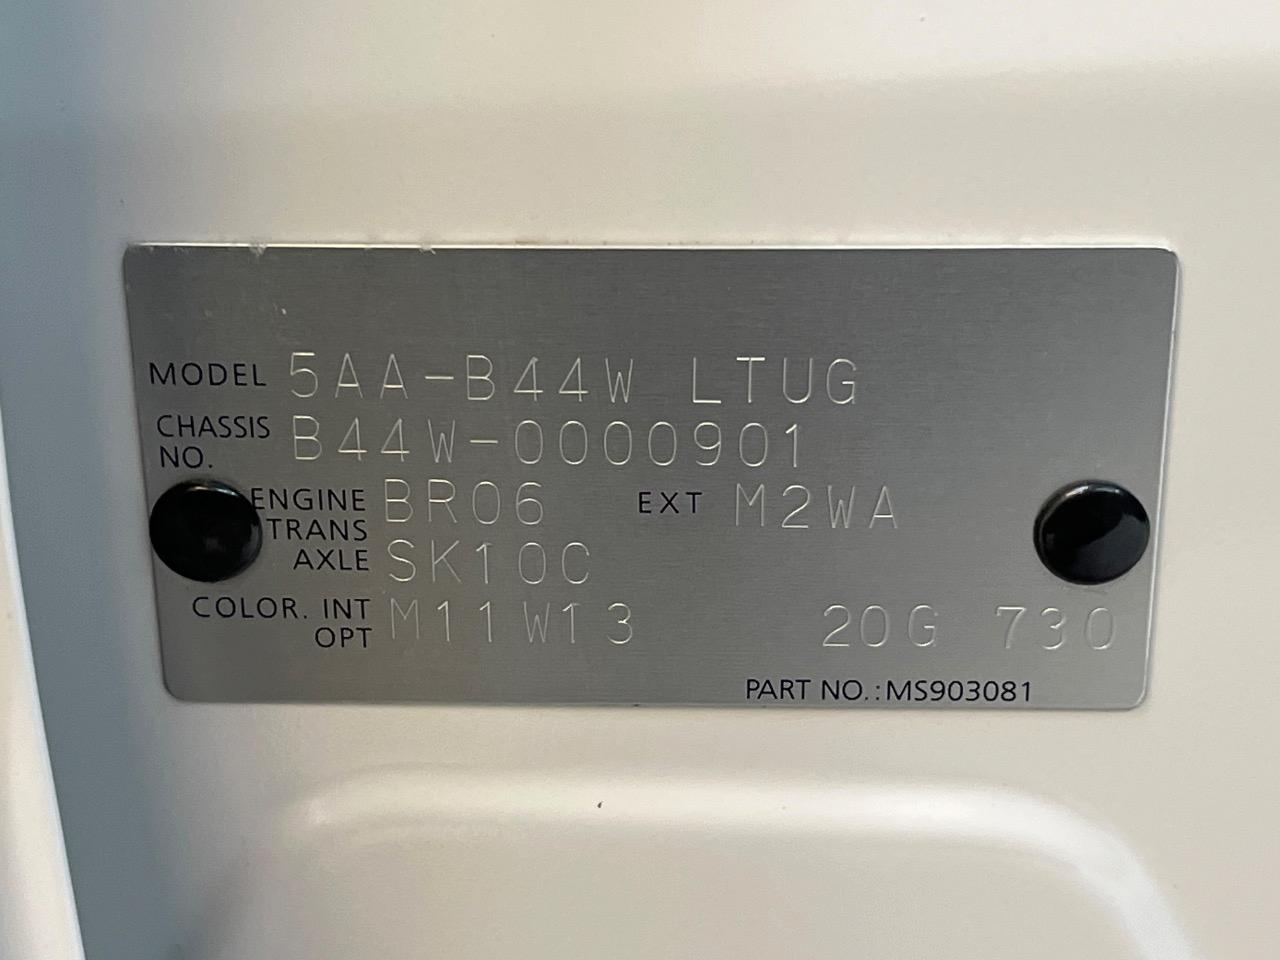 MODEL 5AA-B44W LTUG
CHASSIS NO. B44W-0000901
ENGINE BR06 EXT M2WA
TRANS AXLE SK10C
COLOR. INT OPT M11W13 20G 730
PART NO.:MS903081